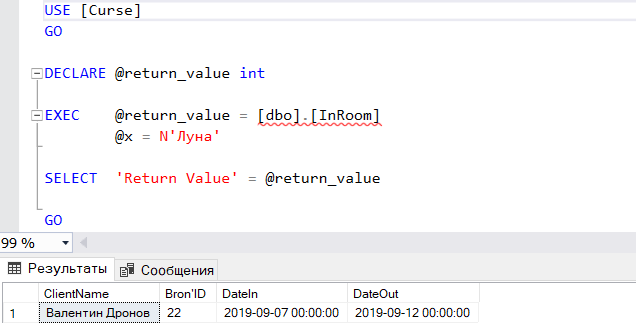 USE [Curse]
GO
DECLARE @return_value int
EXEC @return_value = [dbo].[InRoom]
@x = N'Луна'
SELECT 'Return Value' = @return_value
GO
99 %
Результаты Сообщения
ClientName Bron'ID DateIn DateOut
1 Валентин Дронов 22 2019-09-07 00:00:00 2019-09-12 00:00:00